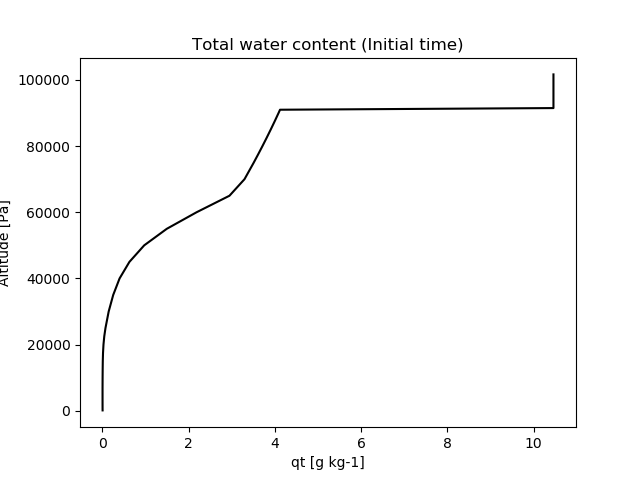 Total water content (Initial time)
100000
80000
60000
40000
20000
0
Altitude [Pa]
0 2 4 6 8 10
qt [g kg-1]